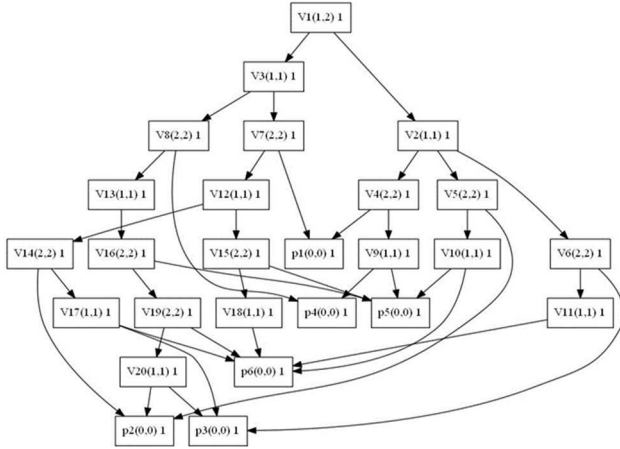 V1(1,2) 1
V3(1,1) 1
V8(2,2) 1
V7(2,2) 1
V2(1,1) 1
V13(1,1) 1
V12(1,1) 1
V4(2,2) 1
V5(2,2) 1
V14(2,2) 1
V16(2,2) 1
V15(2,2) 1
p1(0,0) 1
V9(1,1) 1
V10(1,1) 1
V6(2,2) 1
V17(1,1) 1
V19(2,2) 1
V18(1,1) 1
p4(0,0) 1
p5(0,0) 1
V11(1,1) 1
V20(1,1) 1
p6(0,0) 1
p2(0,0) 1
p3(0,0) 1